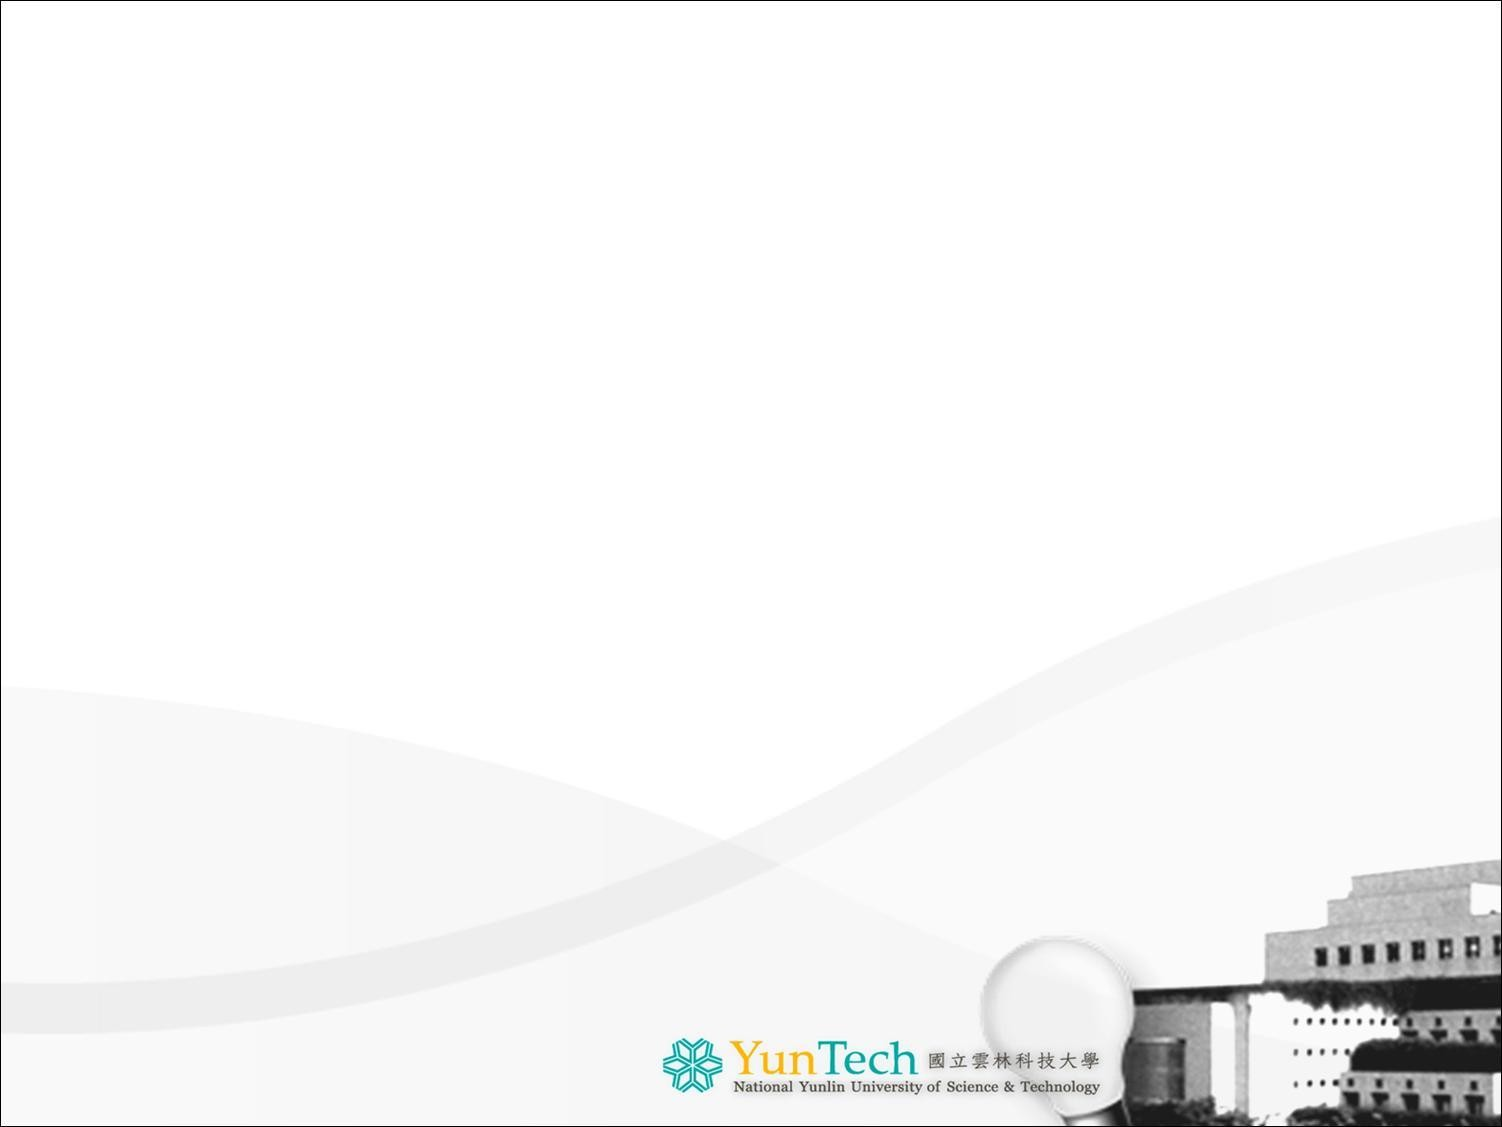 YunTech 國立雲林科技大學
National Yunlin University of Science & Technology